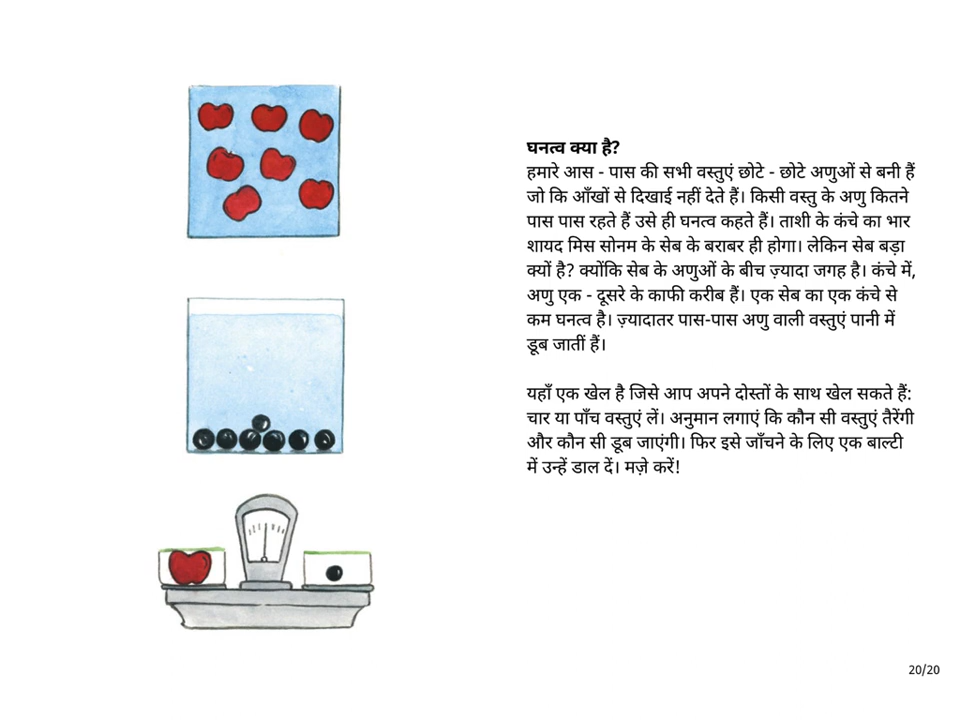 घनत्व क्या है?
हमारे आस - पास की सभी वस्तुएं छोटे - छोटे अणुओं से बनी हैं
जो कि आँखों से दिखाई नहीं देते हैं। किसी वस्तु के अणु कितने
पास पास रहते हैं उसे ही घनत्व कहते हैं। ताशी के कंचे का भार
शायद मिस सोनम के सेब के बराबर ही होगा। लेकिन सेब बड़ा
क्यों है? क्योंकि सेब के अणुओं के बीच ज़्यादा जगह है। कंचे में,
अणु एक - दूसरे के काफी करीब हैं। एक सेब का एक कंचे से
कम घनत्व है। ज़्यादातर पास-पास अणु वाली वस्तुएं पानी में
डूब जातीं हैं।
यहाँ एक खेल है जिसे आप अपने दोस्तों के साथ खेल सकते हैं:
चार या पाँच वस्तुएं लें। अनुमान लगाएं कि कौन सी वस्तुएं तैरेंगी
और कौन सी डूब जाएंगी। फिर इसे जाँचने के लिए एक बाल्टी
में उन्हें डाल दें। मज़े करें!
20/20